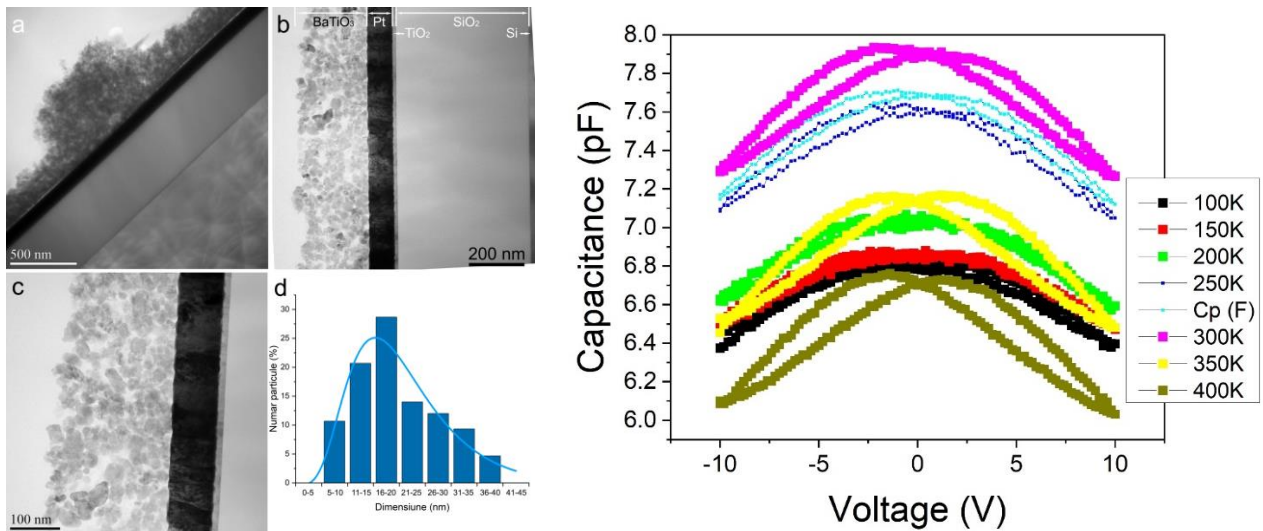 a
500 nm
b
BaTiO₃ Pt SiO₂
TiO₂ Si
200 nm
c
100 nm
d
Numar particule (%)
30
25
20
15
10
5
0
0-5 5-10 11-15 16-20 21-25 26-30 31-35 36-40 41-45
Dimensiune (nm)
Capacitance (pF)
8.0
7.8
7.6
7.4
7.2
7.0
6.8
6.6
6.4
6.2
6.0
-10 -5 0 5 10
Voltage (V)
100K
150K
200K
250K
Cp (F)
300K
350K
400K